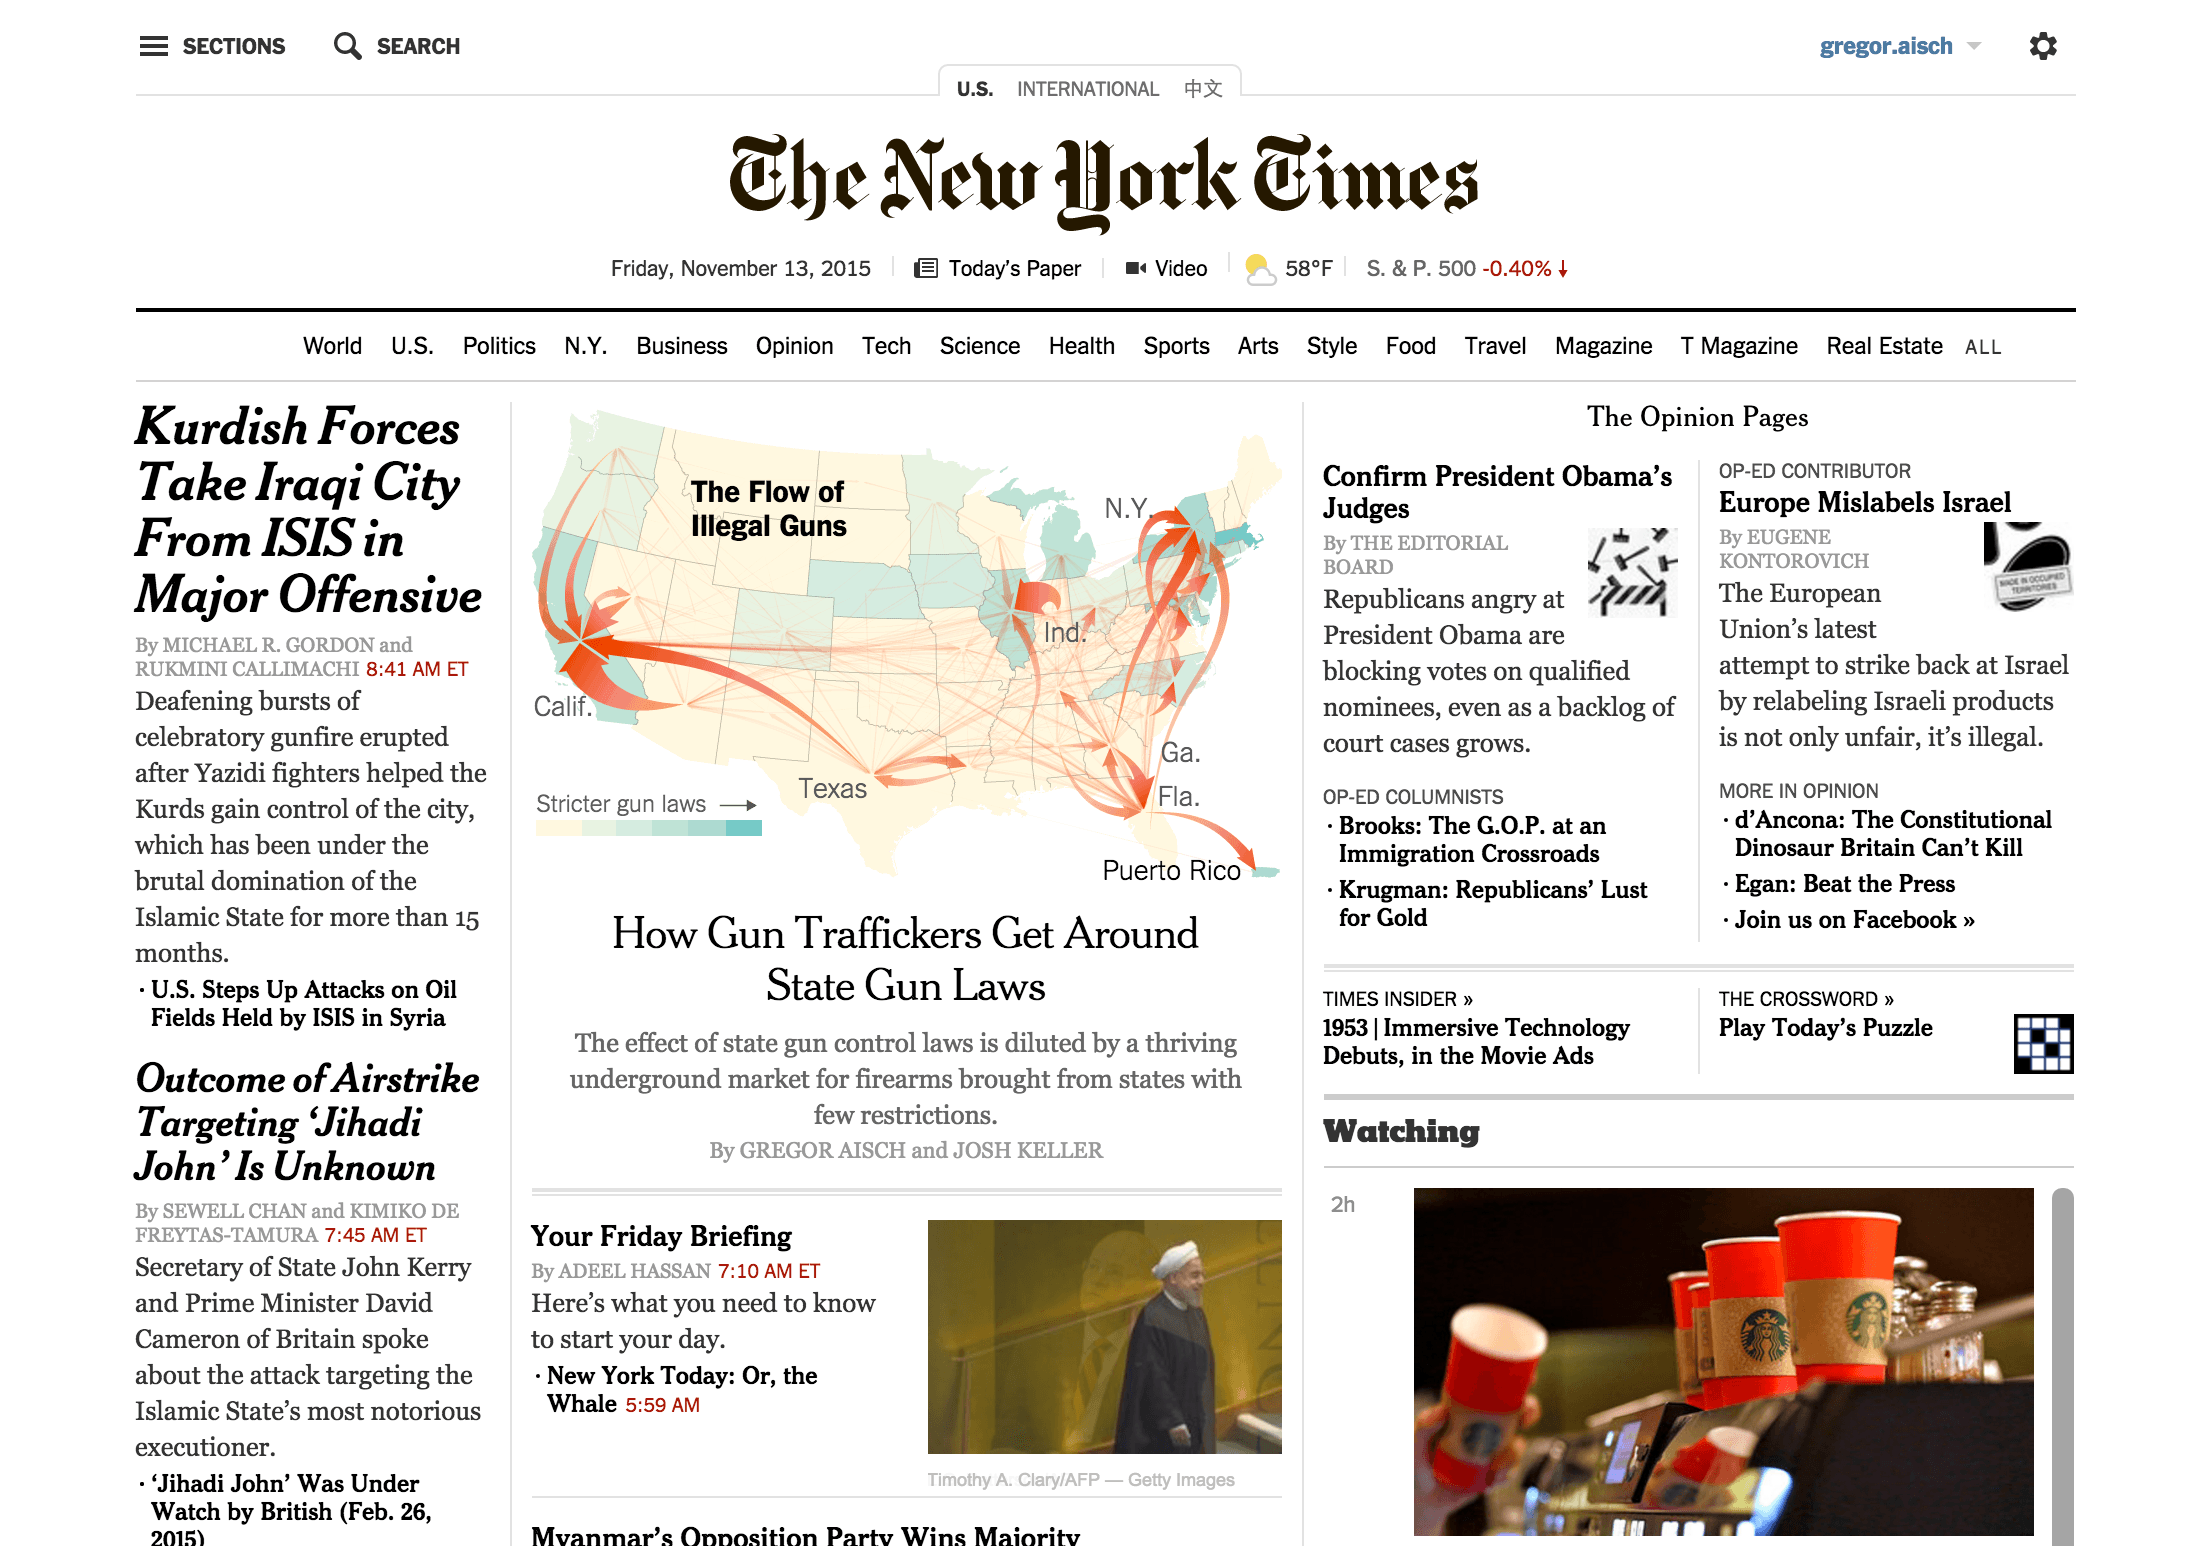 SECTIONS
SEARCH
gregor.aisch
U.S.
INTERNATIONAL
中文
The New York Times
Friday, November 13, 2015
Today's Paper
Video
58°F
S. & P. 500 -0.40%
World
U.S.
Politics
N.Y.
Business
Opinion
Tech
Science
Health
Sports
Arts
Style
Food
Travel
Magazine
T Magazine
Real Estate
ALL
Kurdish Forces
Take Iraqi City
From ISIS in
Major Offensive
By MICHAEL R. GORDON and
RUKMINI CALLIMACHI 8:41 AM ET
Deafening bursts of
celebratory gunfire erupted
after Yazidi fighters helped the
Kurds gain control of the city,
which has been under the
brutal domination of the
Islamic State for more than 15
months.
· U.S. Steps Up Attacks on Oil
Fields Held by ISIS in Syria
Outcome of Airstrike
Targeting ‘Jihadi
John’ Is Unknown
By SEWELL CHAN and KIMIKO DE
FREYTAS-TAMURA 7:45 AM ET
Secretary of State John Kerry
and Prime Minister David
Cameron of Britain spoke
about the attack targeting the
Islamic State’s most notorious
executioner.
· ‘Jihadi John’ Was Under
Watch by British (Feb. 26,
2015)
The Flow of
Illegal Guns
N.Y.
Ind.
Calif.
Ga.
Texas
Fla.
Stricter gun laws
Puerto Rico
How Gun Traffickers Get Around
State Gun Laws
The effect of state gun control laws is diluted by a thriving
underground market for firearms brought from states with
few restrictions.
By GREGOR AISCH and JOSH KELLER
Your Friday Briefing
By ADEEL HASSAN 7:10 AM ET
Here’s what you need to know
to start your day.
· New York Today: Or, the
Whale 5:59 AM
Timothy A. Clary/AFP — Getty Images
Myanmar’s Opposition Party Wins Majority
The Opinion Pages
Confirm President Obama’s
Judges
By THE EDITORIAL
BOARD
Republicans angry at
President Obama are
blocking votes on qualified
nominees, even as a backlog of
court cases grows.
OP-ED COLUMNISTS
· Brooks: The G.O.P. at an
Immigration Crossroads
· Krugman: Republicans’ Lust
for Gold
OP-ED CONTRIBUTOR
Europe Mislabels Israel
By EUGENE
KONTOROVICH
MADE IN OCCUPIED
TERRITORIES
The European
Union’s latest
attempt to strike back at Israel
by relabeling Israeli products
is not only unfair, it’s illegal.
MORE IN OPINION
· d’Ancona: The Constitutional
Dinosaur Britain Can’t Kill
· Egan: Beat the Press
· Join us on Facebook »
TIMES INSIDER »
1953 | Immersive Technology
Debuts, in the Movie Ads
THE CROSSWORD »
Play Today’s Puzzle
Watching
2h